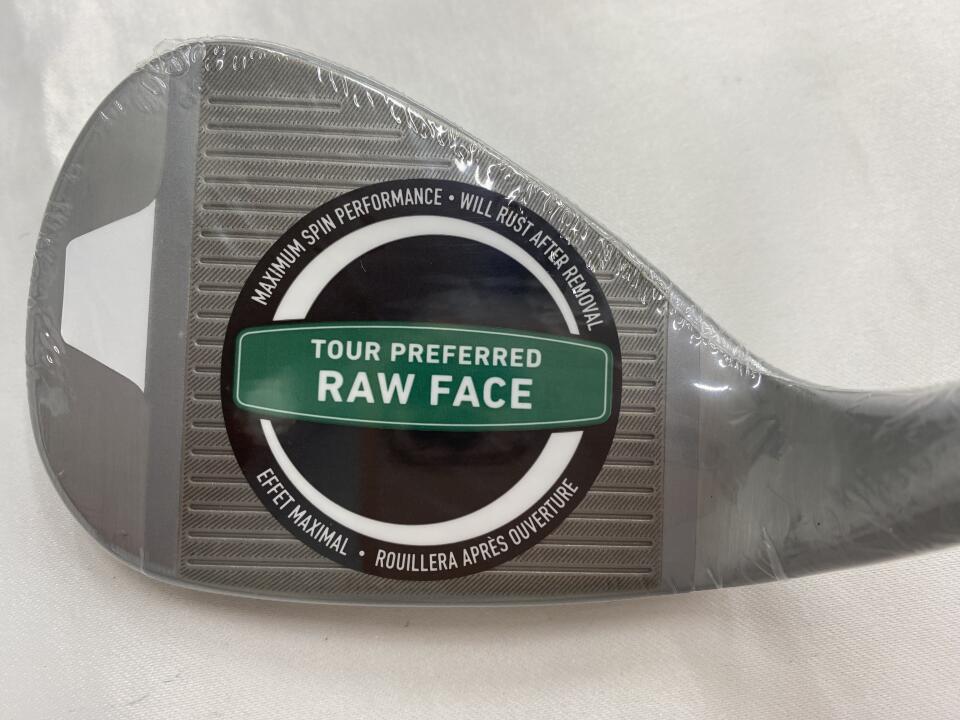 MAXIMUM SPIN PERFORMANCE • WILL RUST AFTER REMOVAL
TOUR PREFERRED
RAW FACE
EFFET MAXIMAL • ROUILLERA APRÈS OUVERTURE